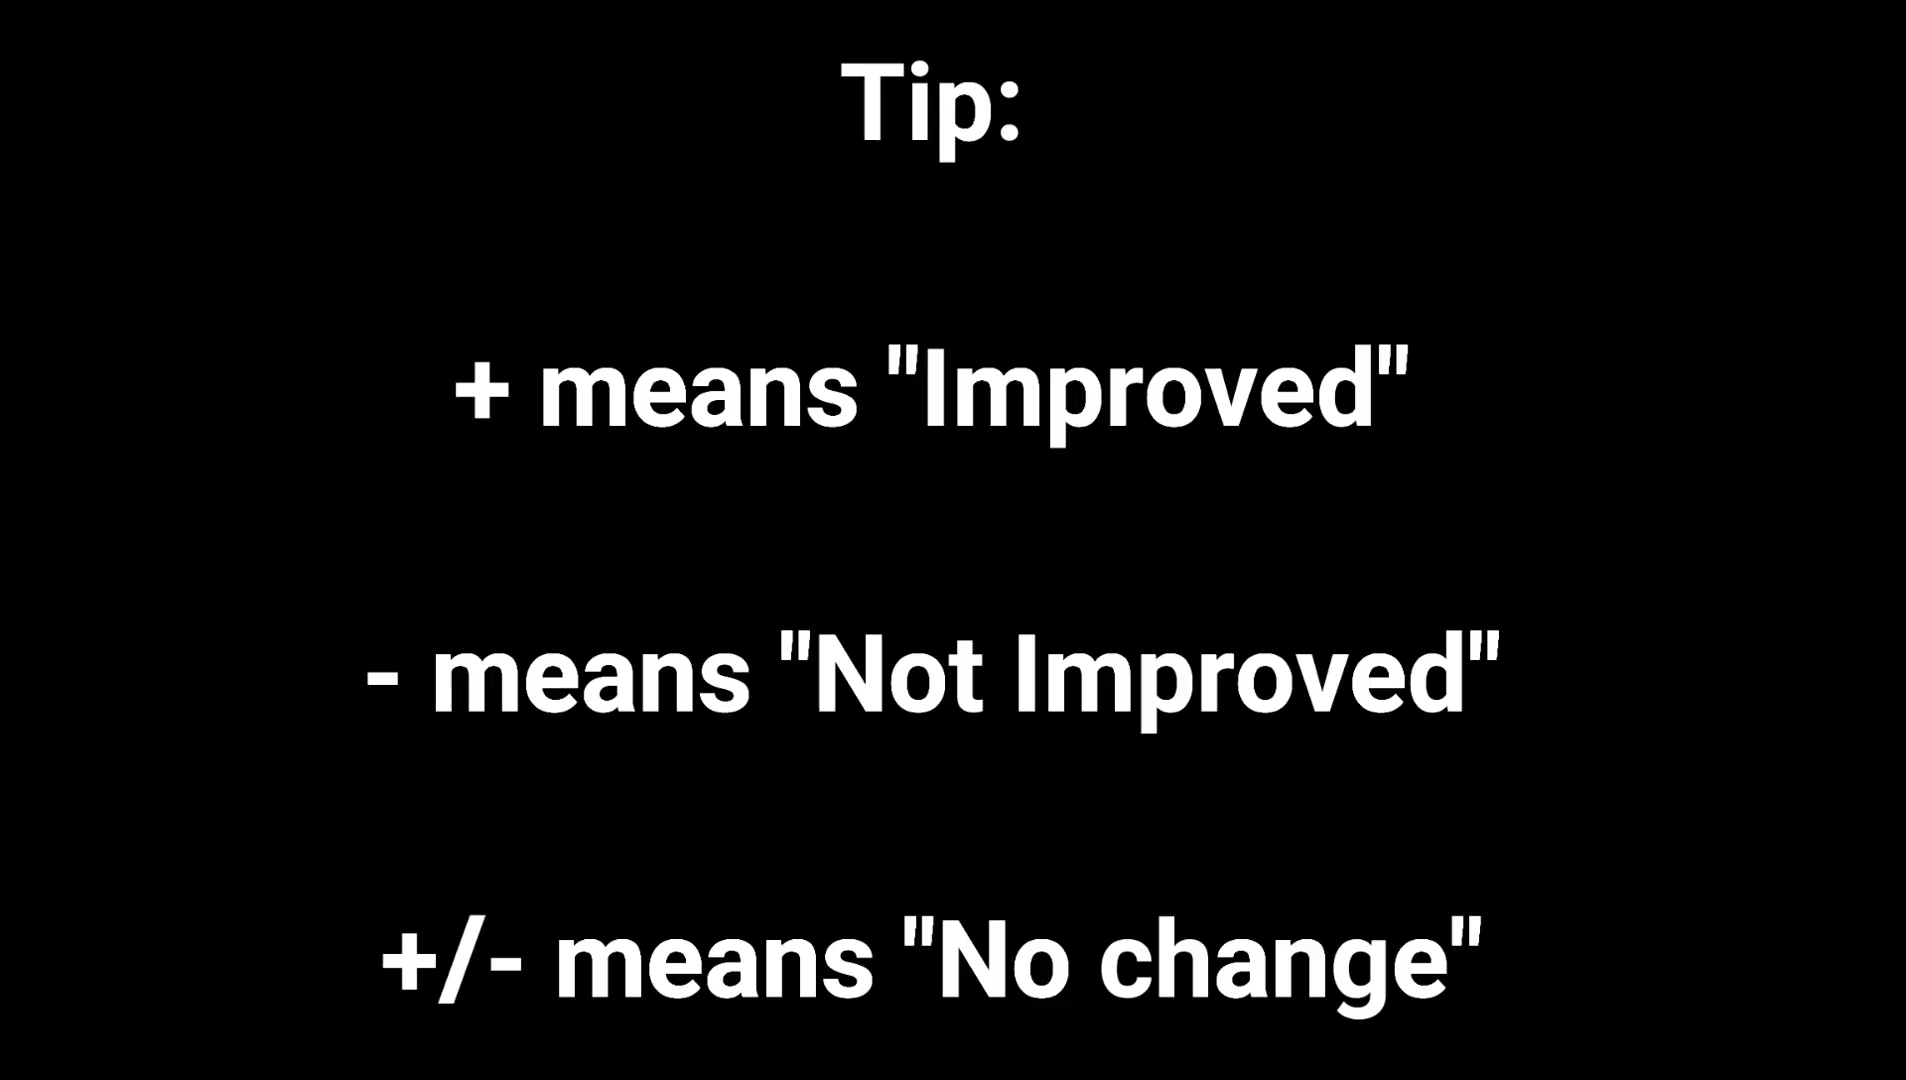 Tip:
+ means "Improved"
- means "Not Improved"
+/- means "No change"